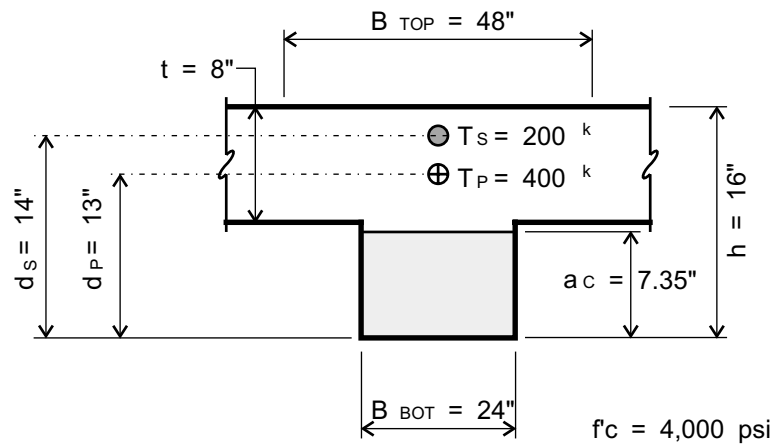 B TOP = 48"
t = 8"
T S = 200 k
T P = 400 k
d S = 14"
d P = 13"
h = 16"
a C = 7.35"
B BOT = 24"
f'c = 4,000 psi